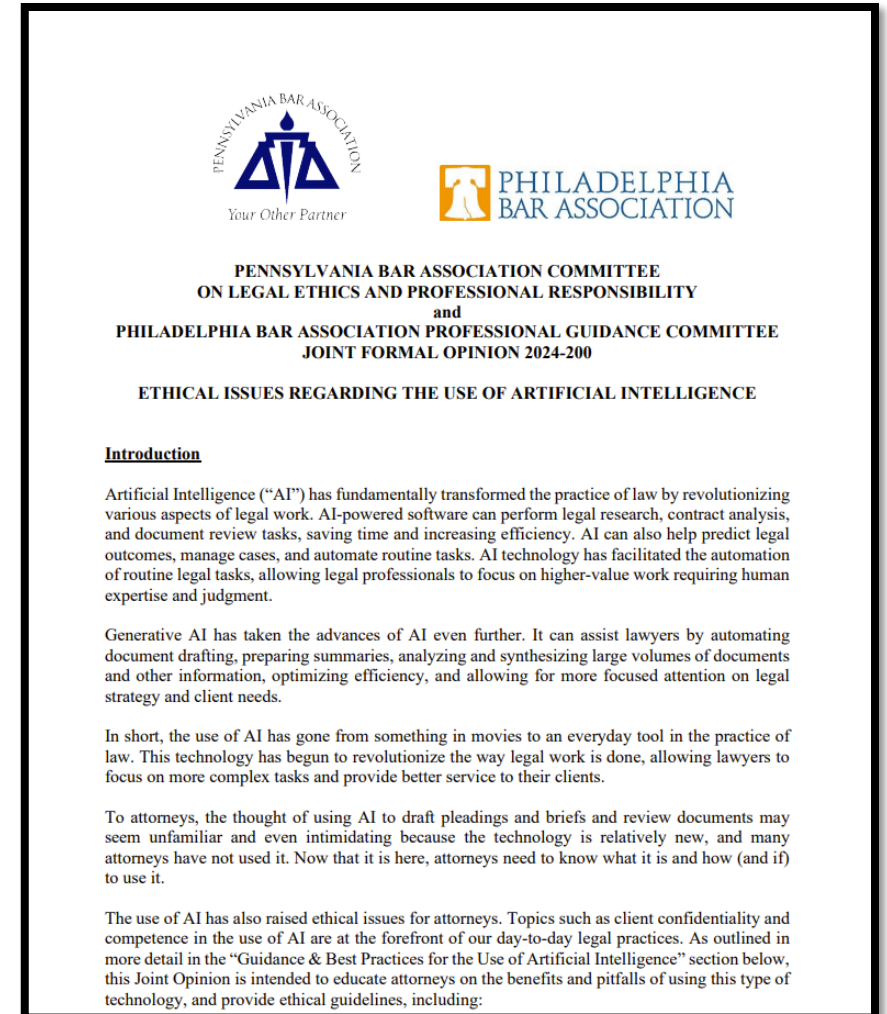 PENNSYLVANIA BAR ASSOCIATION
Your Other Partner
PHILADELPHIA
BAR ASSOCIATION
PENNSYLVANIA BAR ASSOCIATION COMMITTEE
ON LEGAL ETHICS AND PROFESSIONAL RESPONSIBILITY
and
PHILADELPHIA BAR ASSOCIATION PROFESSIONAL GUIDANCE COMMITTEE
JOINT FORMAL OPINION 2024-200
ETHICAL ISSUES REGARDING THE USE OF ARTIFICIAL INTELLIGENCE
Introduction
Artificial Intelligence (“AI”) has fundamentally transformed the practice of law by revolutionizing
various aspects of legal work. AI-powered software can perform legal research, contract analysis,
and document review tasks, saving time and increasing efficiency. AI can also help predict legal
outcomes, manage cases, and automate routine tasks. AI technology has facilitated the automation
of routine legal tasks, allowing legal professionals to focus on higher-value work requiring human
expertise and judgment.
Generative AI has taken the advances of AI even further. It can assist lawyers by automating
document drafting, preparing summaries, analyzing and synthesizing large volumes of documents
and other information, optimizing efficiency, and allowing for more focused attention on legal
strategy and client needs.
In short, the use of AI has gone from something in movies to an everyday tool in the practice of
law. This technology has begun to revolutionize the way legal work is done, allowing lawyers to
focus on more complex tasks and provide better service to their clients.
To attorneys, the thought of using AI to draft pleadings and briefs and review documents may
seem unfamiliar and even intimidating because the technology is relatively new, and many
attorneys have not used it. Now that it is here, attorneys need to know what it is and how (and if)
to use it.
The use of AI has also raised ethical issues for attorneys. Topics such as client confidentiality and
competence in the use of AI are at the forefront of our day-to-day legal practices. As outlined in
more detail in the “Guidance & Best Practices for the Use of Artificial Intelligence” section below,
this Joint Opinion is intended to educate attorneys on the benefits and pitfalls of using this type of
technology, and provide ethical guidelines, including: